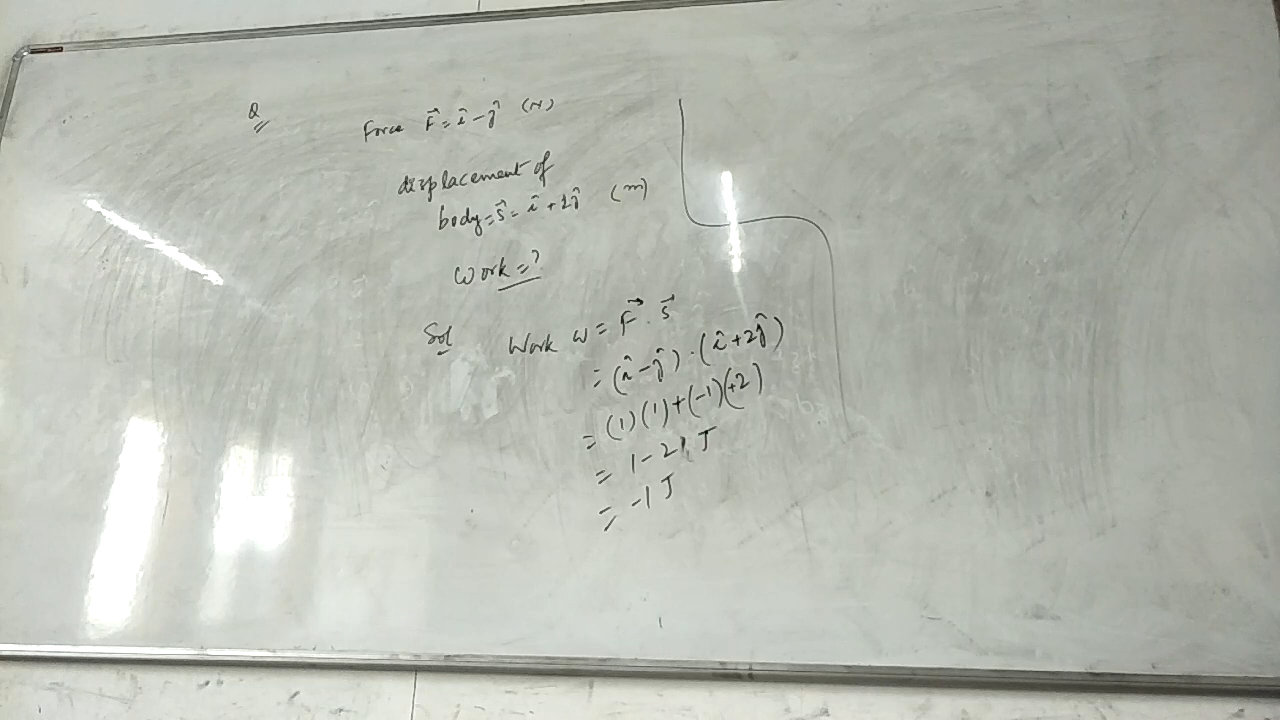 Q
Force F⃗ = î - ĵ (N)
displacement of
body = s⃗ = î + 2ĵ (m)
Work = ?
Sol Work W = F⃗ . s⃗
= (î - ĵ) . (î + 2ĵ)
= (1)(1) + (-1)(+2)
= 1 - 2 J
= -1 J